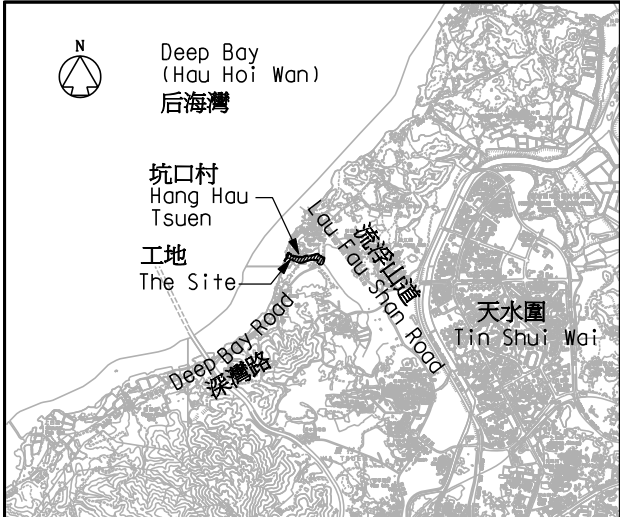 N
Deep Bay
(Hau Hoi Wan)
后海灣
坑口村
Hang Hau
Tsuen
工地
The Site
Lau Fau Shan Road
流浮山道
天水圍
Tin Shui Wai
Deep Bay Road
深灣路